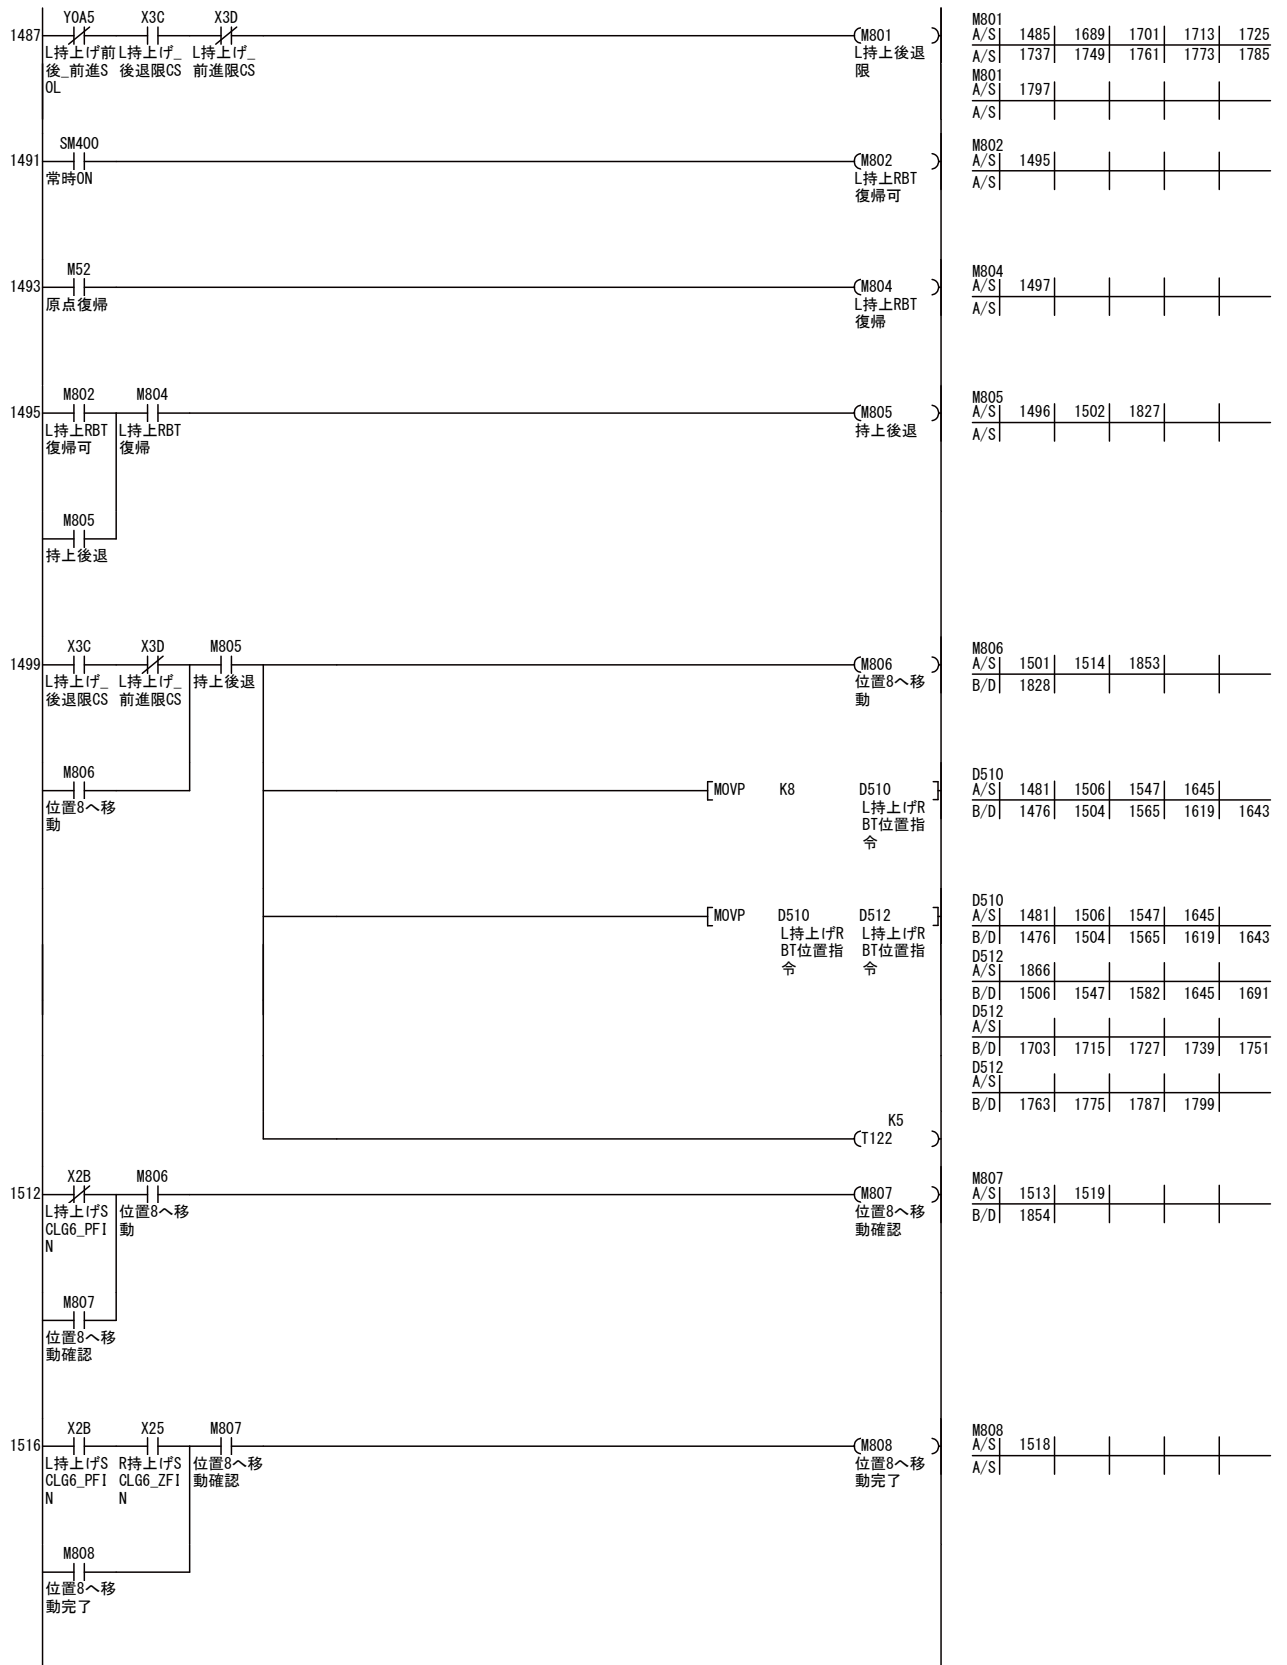 Y0A5 X3C X3D M801
1487 (M801 ) A/S 1485 1689 1701 1713 1725
L持上げ前 L持上げ_ L持上げ_ L持上後退 A/S 1737 1749 1761 1773 1785
後_前進S 後退限CS 前進限CS 限 M801
OL A/S 1797
A/S
SM400 M802
1491 (M802 ) A/S 1495
常時ON L持上RBT A/S
復帰可
M52 M804
1493 (M804 ) A/S 1497
原点復帰 L持上RBT A/S
復帰
M802 M804 M805
1495 (M805 ) A/S 1496 1502 1827
L持上RBT L持上RBT 持上後退 A/S
復帰可 復帰
M805
持上後退
X3C X3D M805 M806
1499 (M806 ) A/S 1501 1514 1853
L持上げ_ L持上げ_ 持上後退 位置8へ移 B/D 1828
後退限CS 前進限CS 動
M806 D510
[MOVP K8 D510 ] A/S 1481 1506 1547 1645
位置8へ移 L持上げR B/D 1476 1504 1565 1619 1643
動 BT位置指
令
D510
[MOVP D510 D512 ] A/S 1481 1506 1547 1645
L持上げR L持上げR B/D 1476 1504 1565 1619 1643
BT位置指 BT位置指 D512
令 令 A/S 1866
B/D 1506 1547 1582 1645 1691
D512
A/S
B/D 1703 1715 1727 1739 1751
D512
A/S
B/D 1763 1775 1787 1799
K5
(T122 )
X2B M806 M807
1512 (M807 ) A/S 1513 1519
L持上げS 位置8へ移 位置8へ移 B/D 1854
CLG6_PFI 動 動確認
N
M807
位置8へ移
動確認
X2B X25 M807 M808
1516 (M808 ) A/S 1518
L持上げS R持上げS 位置8へ移 位置8へ移 A/S
CLG6_PFI CLG6_ZFI 動確認 動完了
N N
M808
位置8へ移
動完了